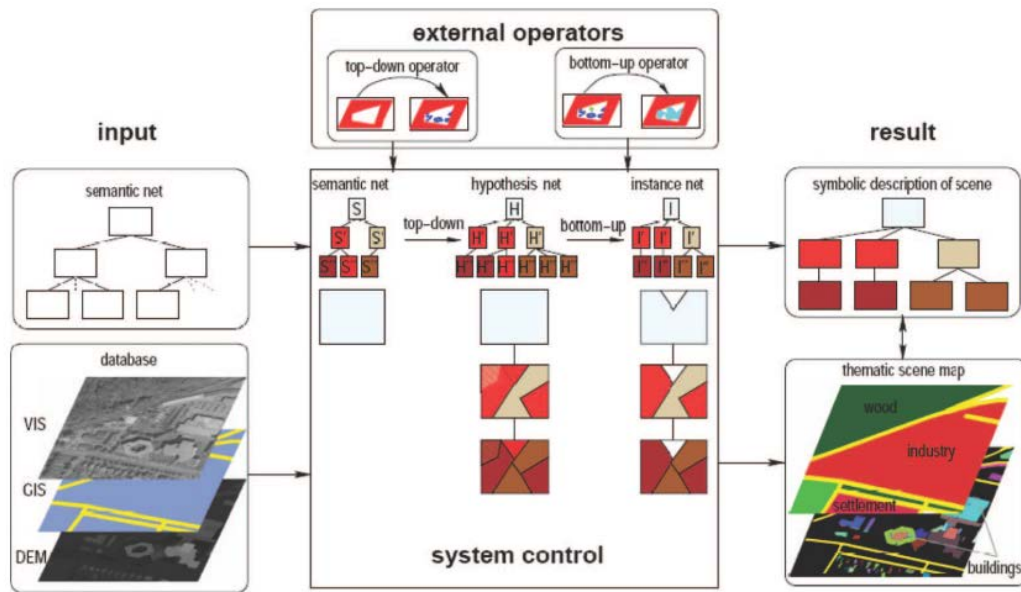 external operators
top-down operator
bottom-up operator
input
result
semantic net
semantic net
hypothesis net
instance net
symbolic description of scene
S
H
I
top-down
bottom-up
S' S'
H' H' H'
I' I' I'
S'' S S''
H'' H'' H H'' H'' H''
I'' I'' I'' I''
database
thematic scene map
VIS
wood
GIS
industry
settlement
DEM
system control
buildings